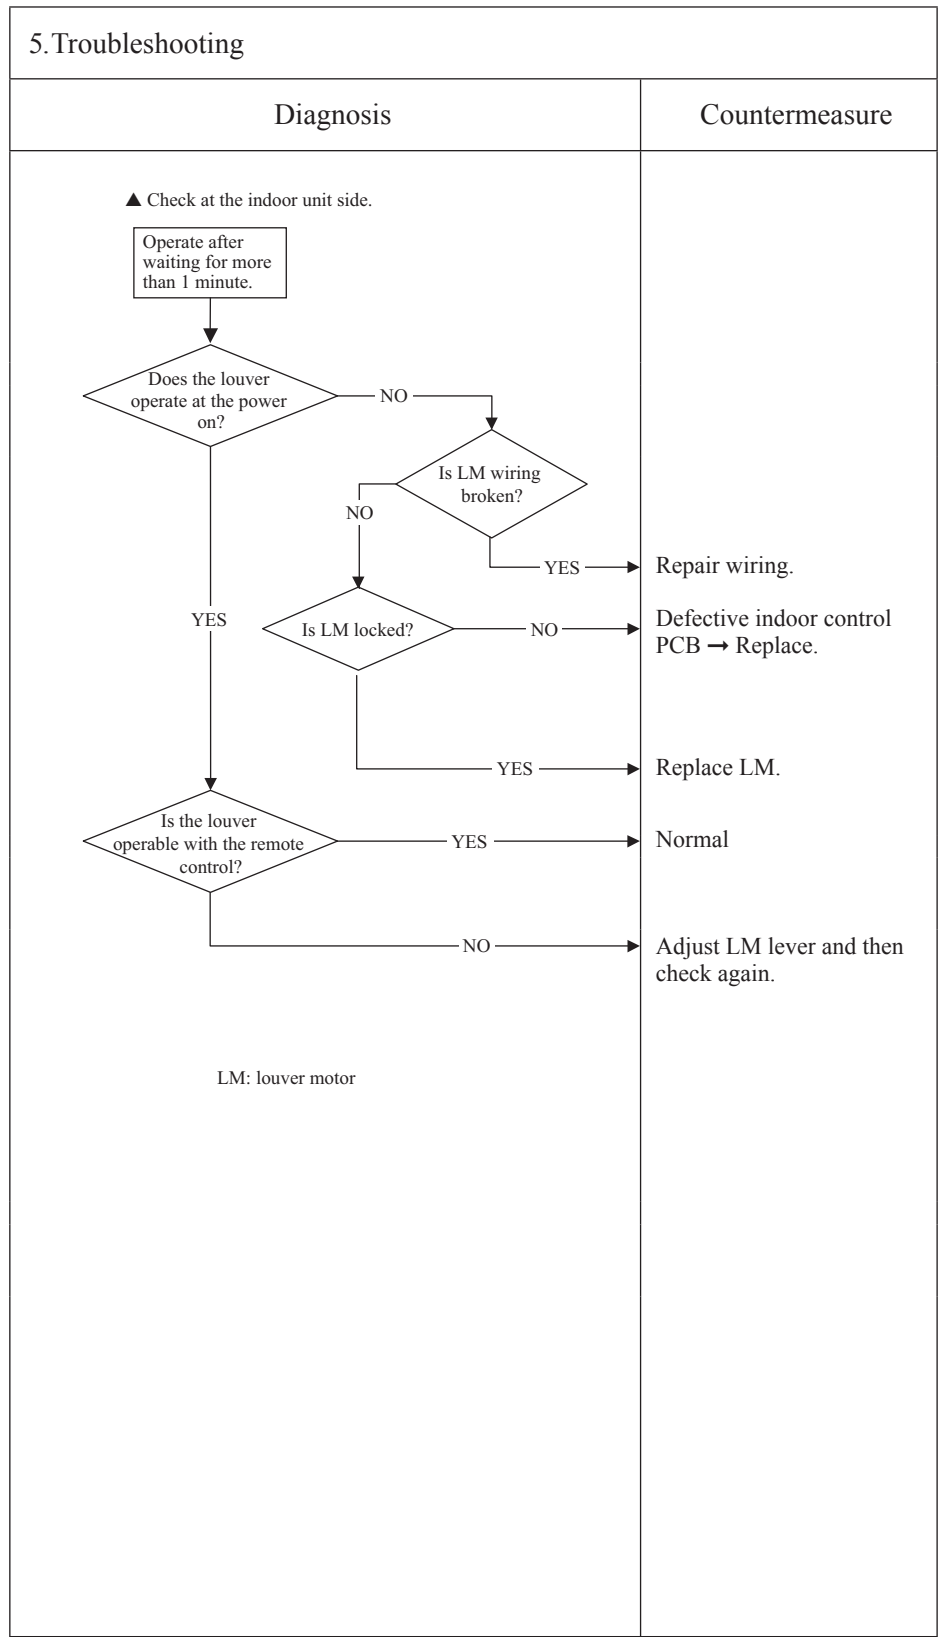 5.Troubleshooting
Diagnosis
Countermeasure
▲ Check at the indoor unit side.
Operate after
waiting for more
than 1 minute.
Does the louver
operate at the power
on?
NO
Is LM wiring
broken?
NO
YES
Repair wiring.
YES
Is LM locked?
NO
Defective indoor control
PCB → Replace.
YES
Replace LM.
Is the louver
operable with the remote
control?
YES
Normal
NO
Adjust LM lever and then
check again.
LM: louver motor